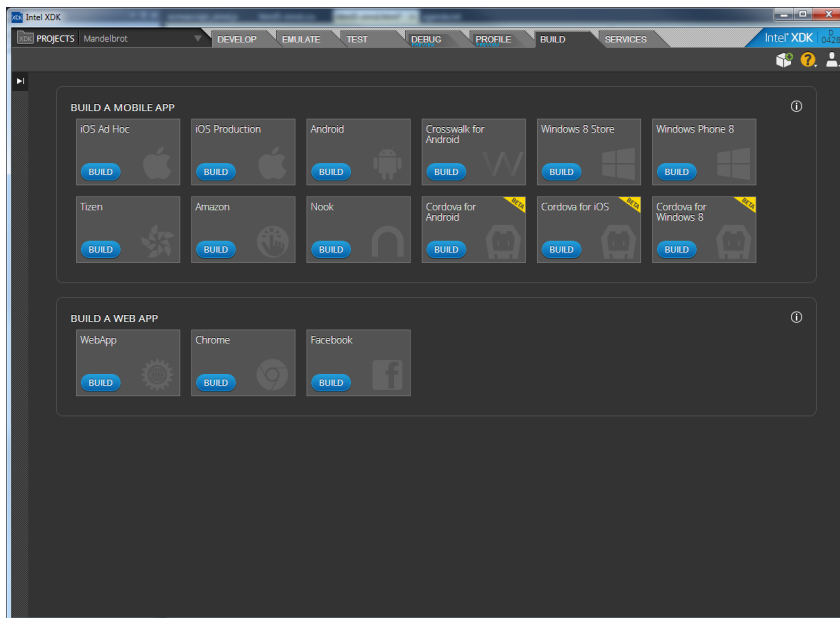 Intel XDK
XDK PROJECTS Mandelbrot DEVELOP EMULATE TEST DEBUG PROFILE BUILD SERVICES Intel® XDK 0428
BUILD A MOBILE APP
iOS Ad Hoc iOS Production Android Crosswalk for Android Windows 8 Store Windows Phone 8
BUILD BUILD BUILD BUILD BUILD BUILD
Tizen Amazon Nook Cordova for Android BETA Cordova for iOS BETA Cordova for Windows 8 BETA
BUILD BUILD BUILD BUILD BUILD BUILD
BUILD A WEB APP
WebApp Chrome Facebook
BUILD BUILD BUILD